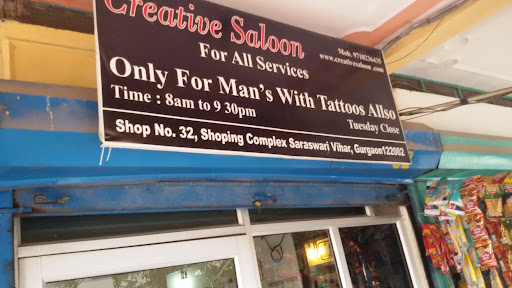 Creative Saloon
For All Services
Mob. 9718236435
www.creativesaloon.com
Only For Man's With Tattoos Allso
Time : 8am to 9 30pm
Tuesday Close
Shop No. 32, Shoping Complex Saraswari Vihar, Gurgaon122002